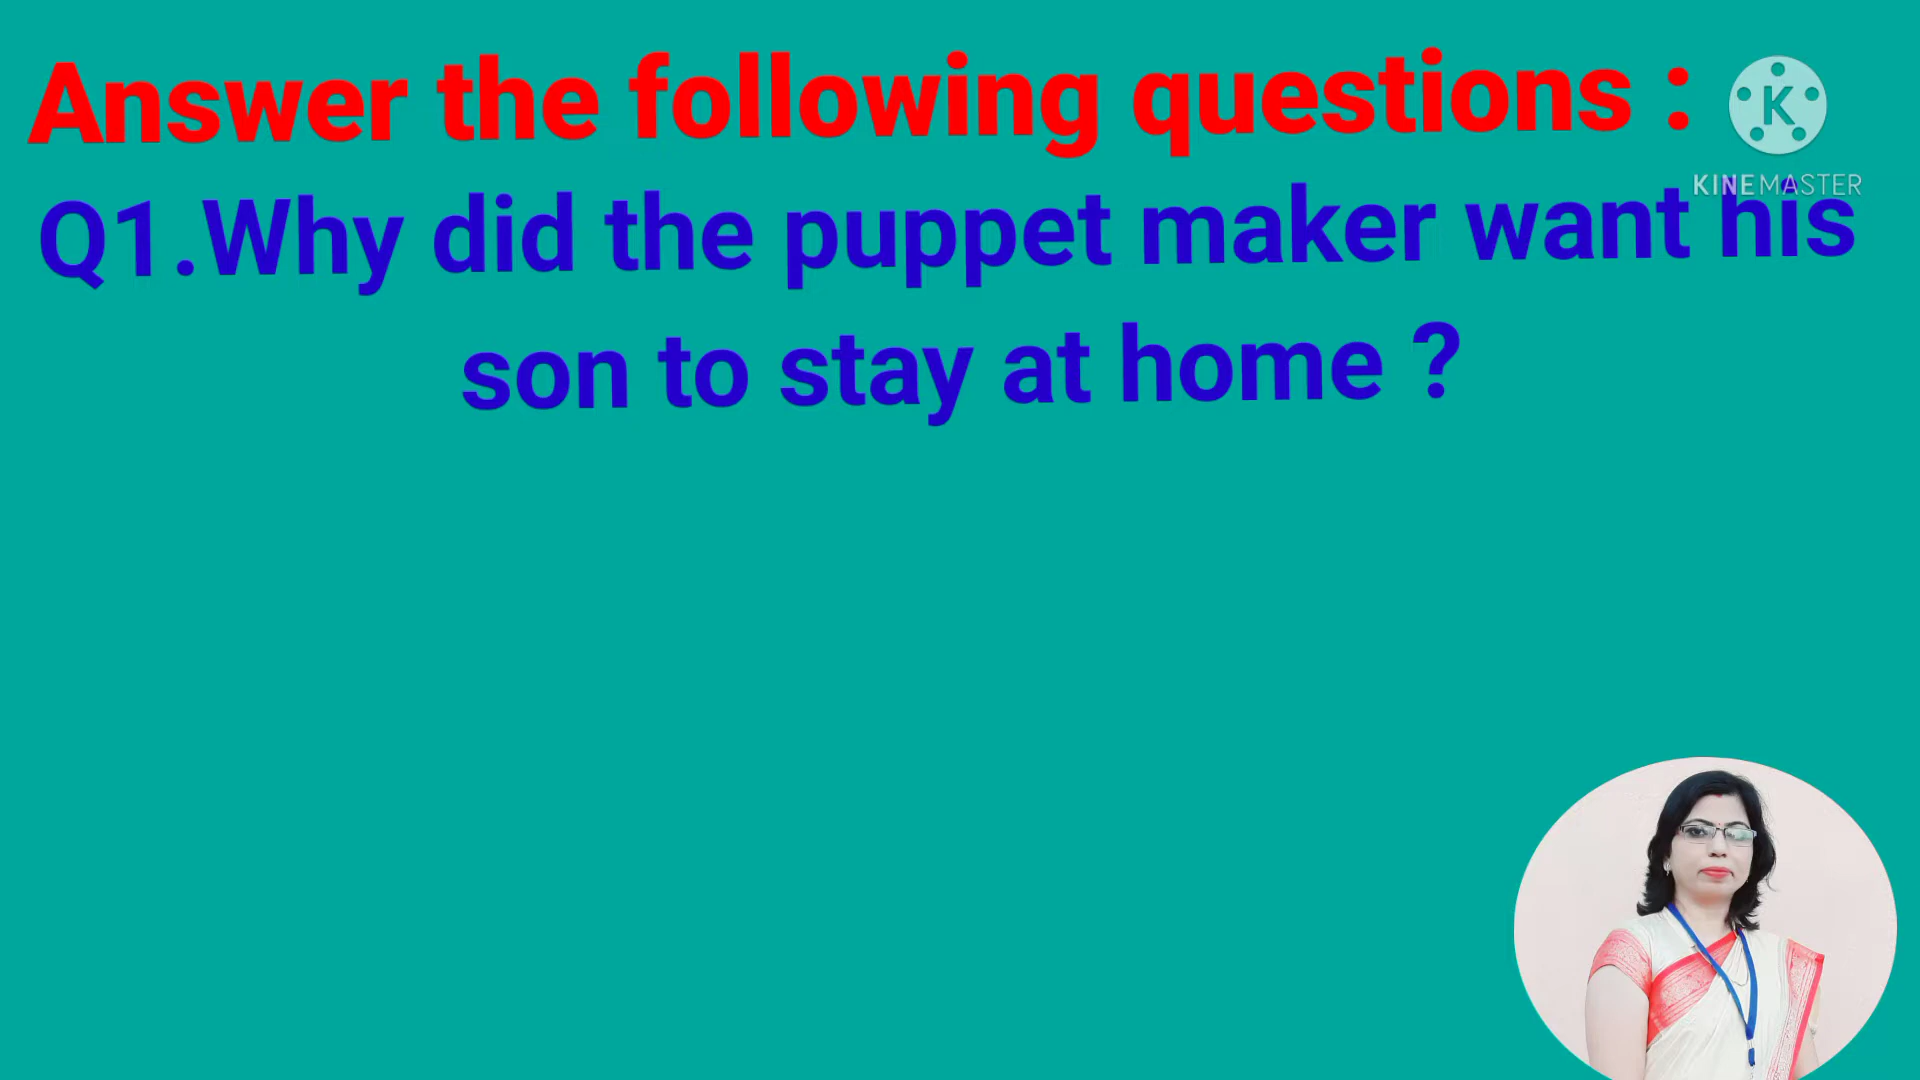 Answer the following questions :
K
KINEMASTER
Q1.Why did the puppet maker want his
son to stay at home ?